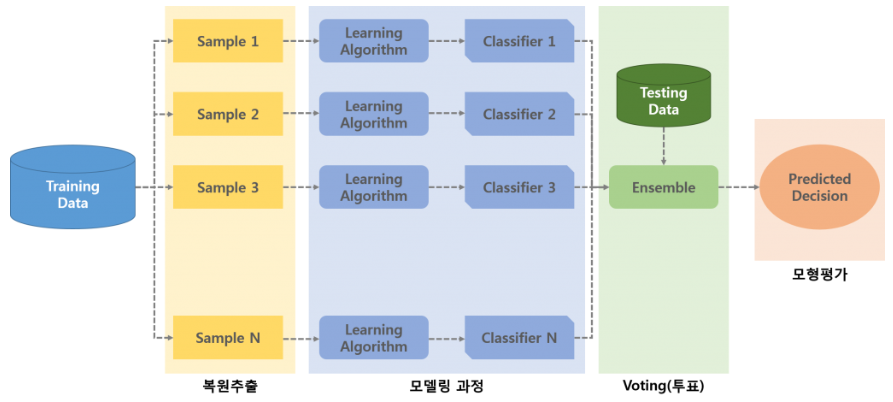 Training
Data
Sample 1
Learning
Algorithm
Classifier 1
Sample 2
Learning
Algorithm
Classifier 2
Sample 3
Learning
Algorithm
Classifier 3
Sample N
Learning
Algorithm
Classifier N
Testing
Data
Ensemble
Predicted
Decision
복원추출
모델링 과정
Voting(투표)
모형평가